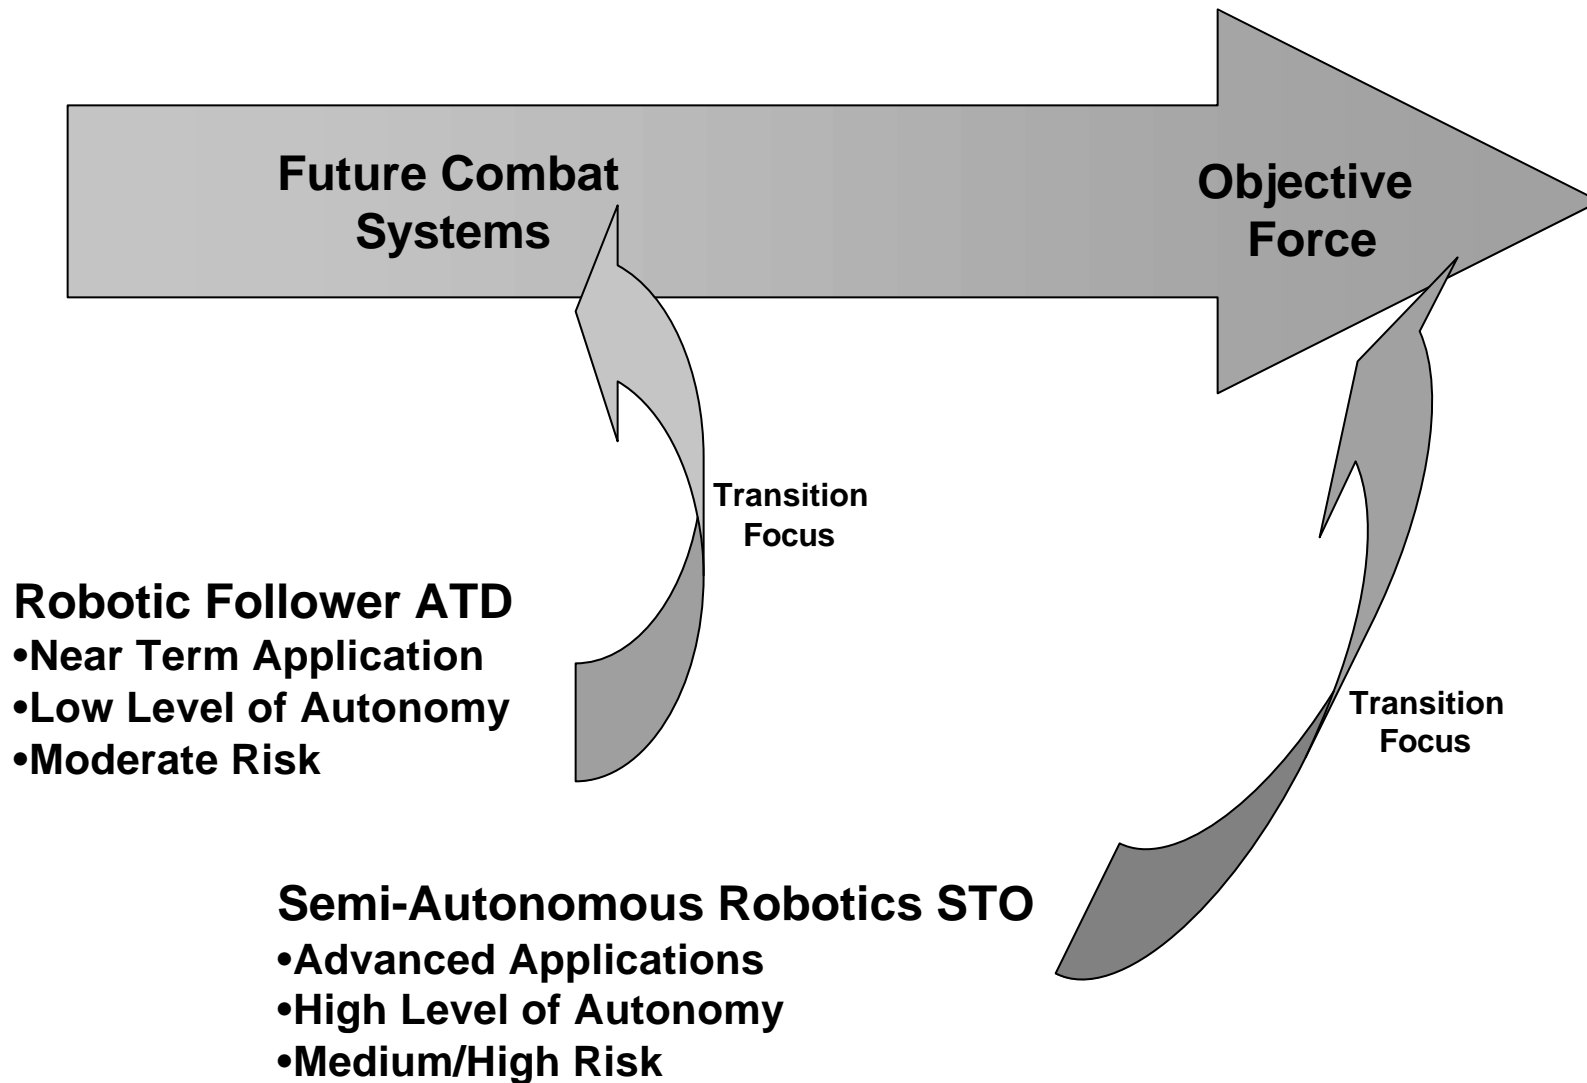 Future Combat
Systems
Objective
Force
Transition
Focus
Robotic Follower ATD
•Near Term Application
•Low Level of Autonomy
•Moderate Risk
Transition
Focus
Semi-Autonomous Robotics STO
•Advanced Applications
•High Level of Autonomy
•Medium/High Risk